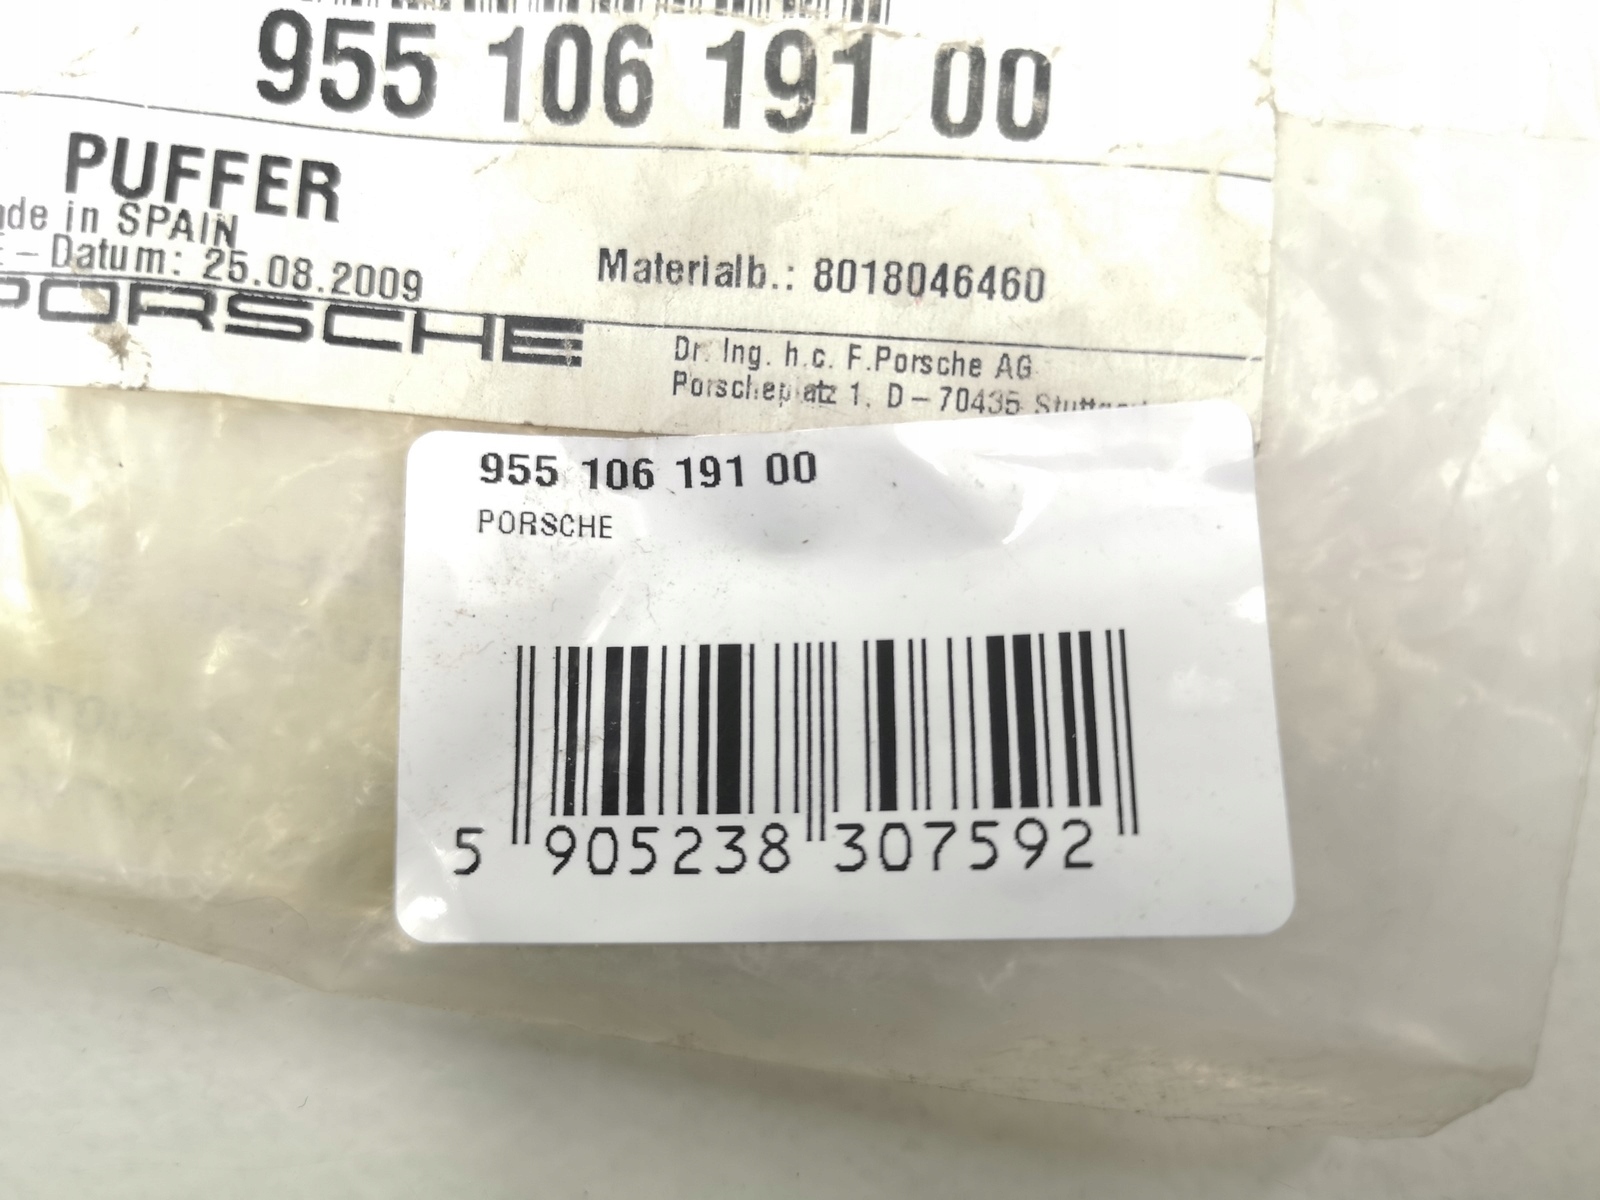 955 106 191 00
PUFFER
in SPAIN
– Datum: 25.08.2009
Materialb.: 8018046460
PORSCHE
Dr. Ing. h.c. F.Porsche AG
Porscheplatz 1, D – 70435
955 106 191 00
PORSCHE
5 905238 307592